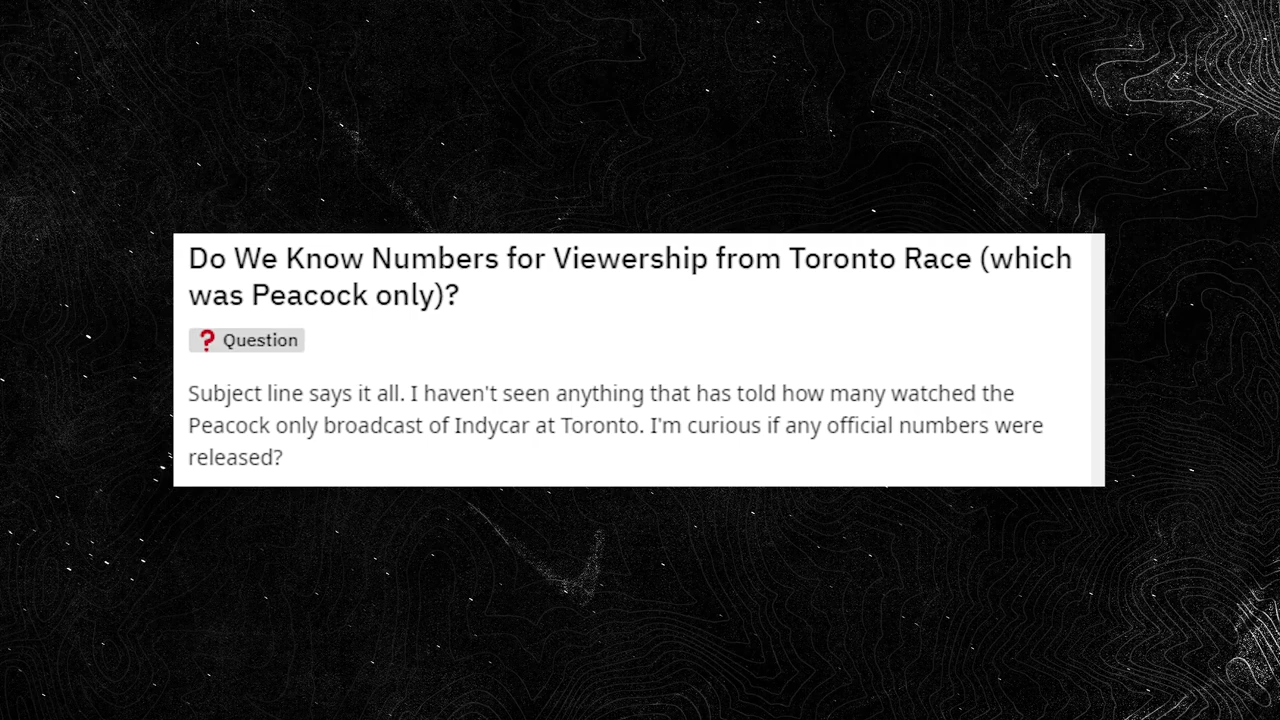 Do We Know Numbers for Viewership from Toronto Race (which
was Peacock only)?
❓ Question
Subject line says it all. I haven't seen anything that has told how many watched the
Peacock only broadcast of Indycar at Toronto. I'm curious if any official numbers were
released?